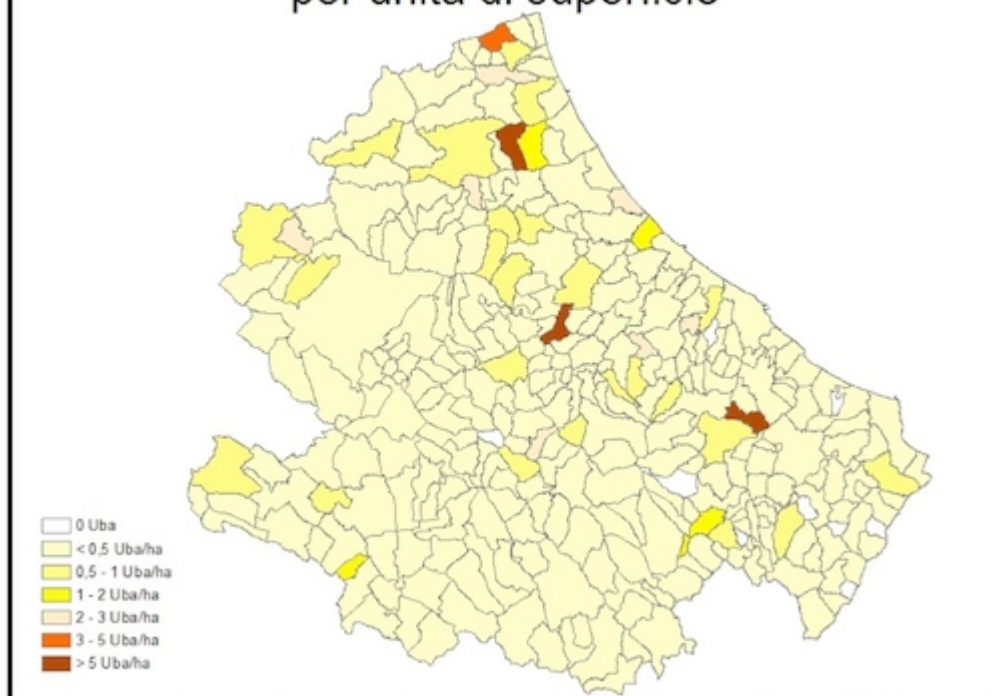 per unità di superficie
0 Uba
< 0,5 Uba/ha
0,5 - 1 Uba/ha
1 - 2 Uba/ha
2 - 3 Uba/ha
3 - 5 Uba/ha
> 5 Uba/ha